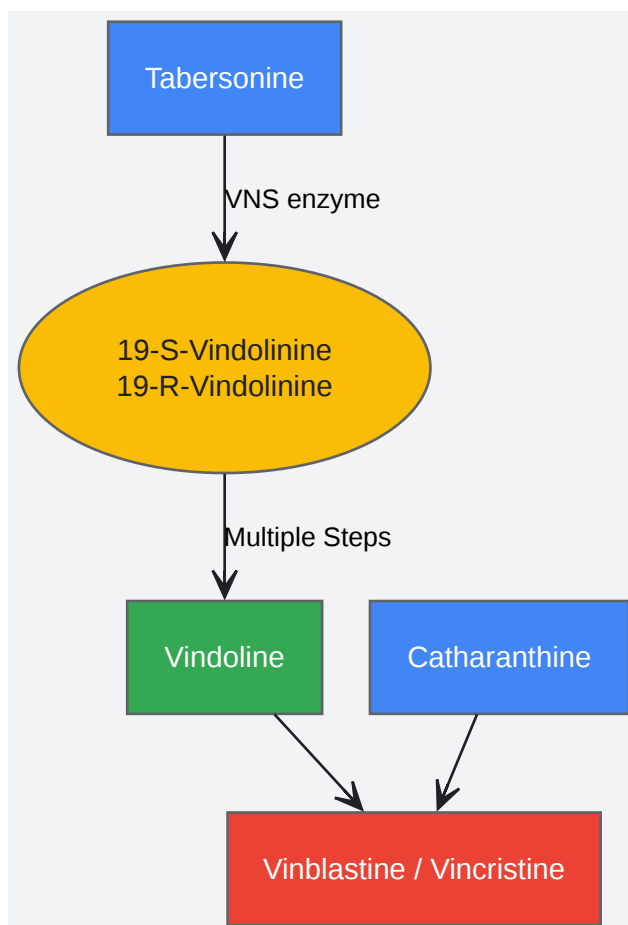 Tabersonine
VNS enzyme
19-S-Vindolinine
19-R-Vindolinine
Multiple Steps
Vindoline
Catharanthine
Vinblastine / Vincristine